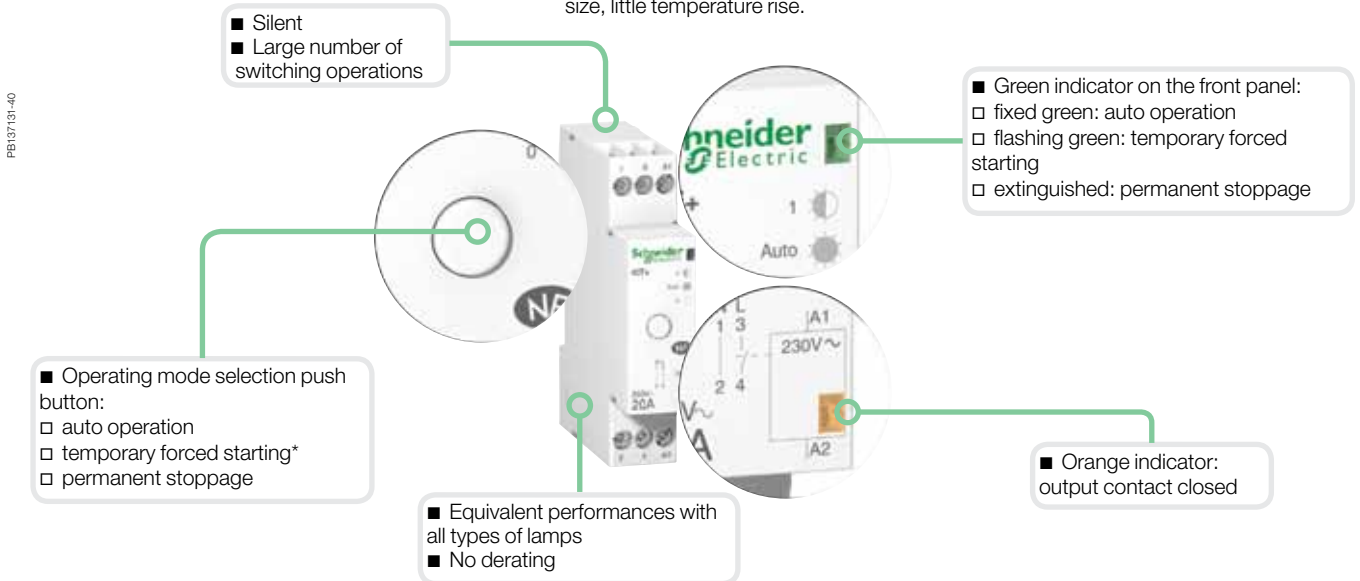 size, little temperature rise.
■ Silent
■ Large number of
switching operations
PB137131-40
■ Green indicator on the front panel:
□ fixed green: auto operation
□ flashing green: temporary forced
starting
□ extinguished: permanent stoppage
hneider
Electric
1
Auto
0
Schneider
Electric
20A
L
1 3
2 4
A1
230V~
A2
V~
A
■ Operating mode selection push
button:
□ auto operation
□ temporary forced starting*
□ permanent stoppage
■ Orange indicator:
output contact closed
■ Equivalent performances with
all types of lamps
■ No derating